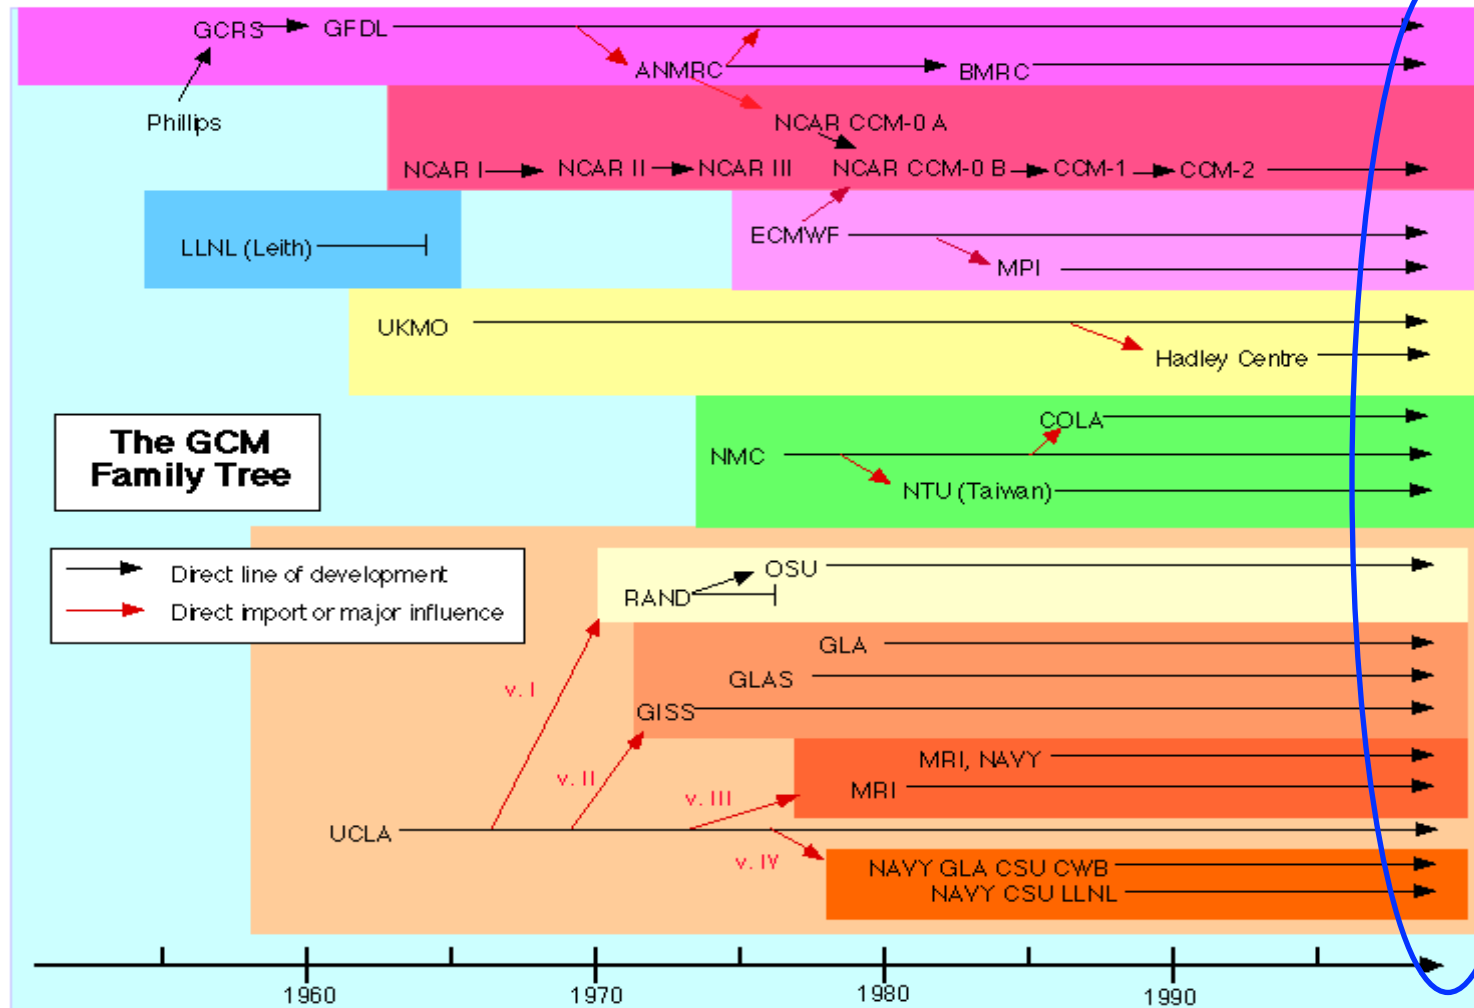 GCRS
GFDL
ANMRC
BMRC
Phillips
NCAR CCM-0 A
NCAR I
NCAR II
NCAR III
NCAR CCM-0 B
CCM-1
CCM-2
LLNL (Leith)
ECMWF
MPI
UKMO
Hadley Centre
The GCM
Family Tree
COLA
NMC
NTU (Taiwan)
Direct line of development
Direct import or major influence
OSU
RAND
GLA
GLAS
GISS
v. I
v. II
v. III
v. IV
MRI, NAVY
MRI
UCLA
NAVY GLA CSU CWB
NAVY CSU LLNL
1960
1970
1980
1990